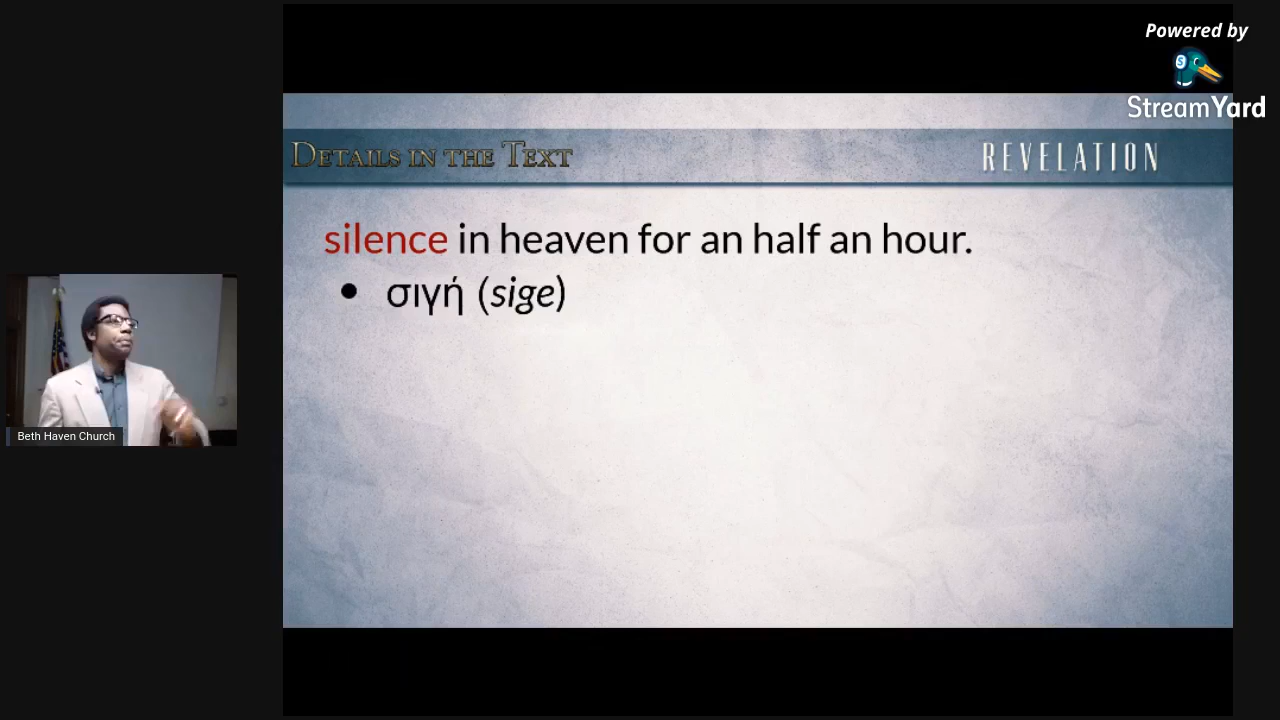 Powered by
StreamYard
Details in the Text
REVELATION
silence in heaven for an half an hour.
• σιγή (sige)
Beth Haven Church